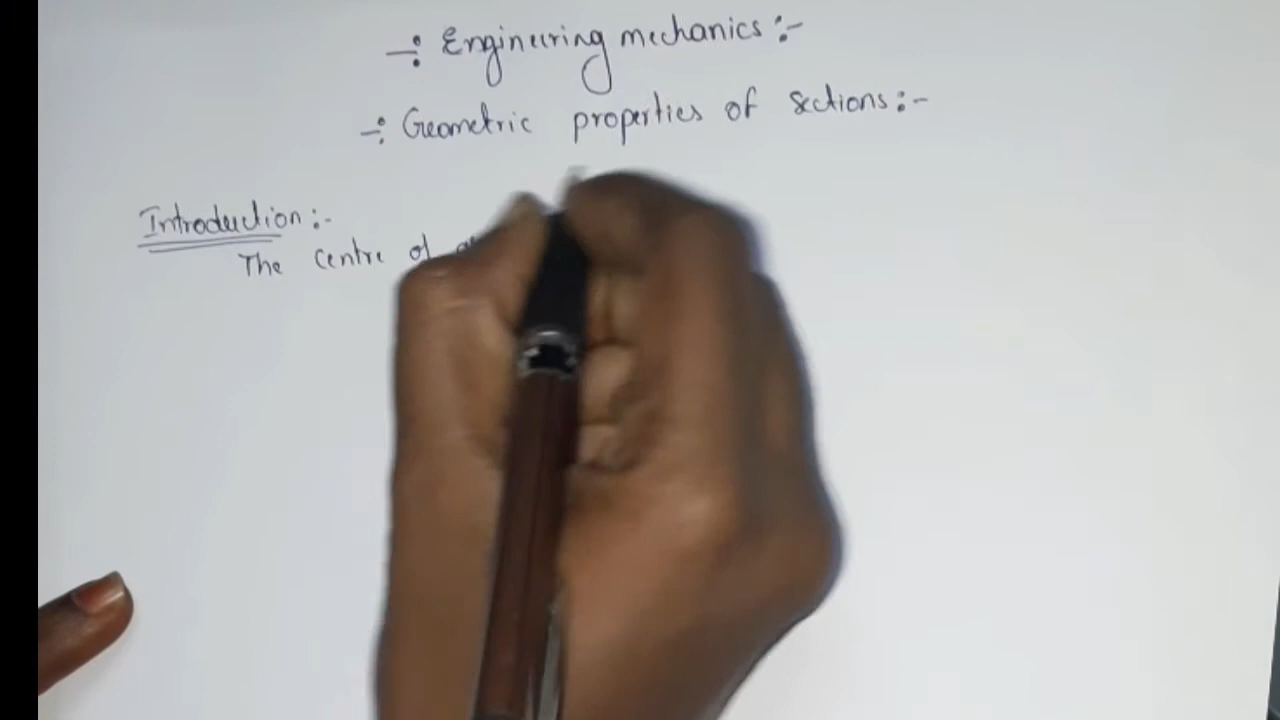 -: Engineering mechanics :-
-: Geometric properties of sections :-
Introduction :-
The centre of